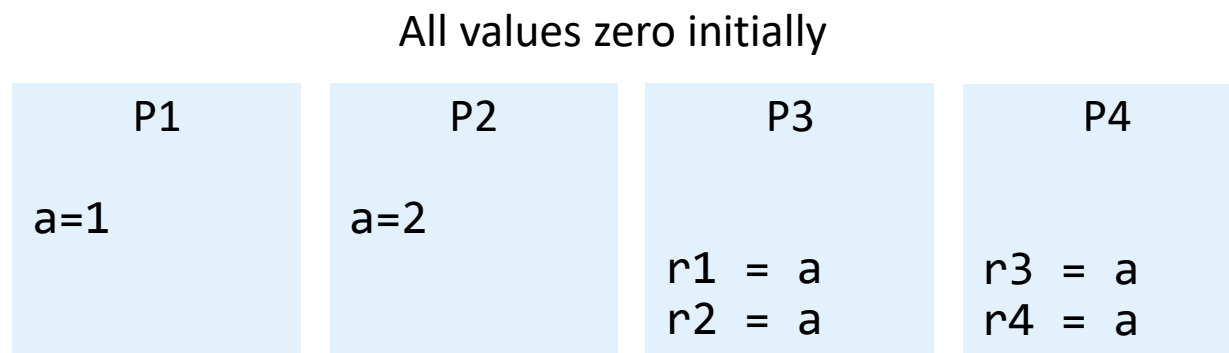 All values zero initially
P1
a=1
P2
a=2
P3
r1 = a
r2 = a
P4
r3 = a
r4 = a